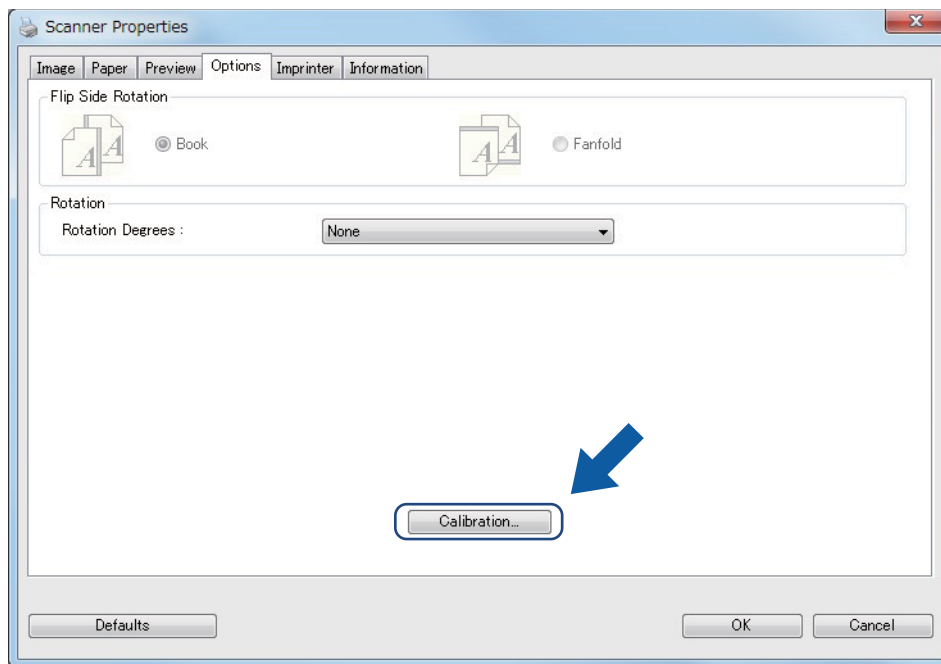 Scanner Properties
Image Paper Preview Options Imprinter Information
Flip Side Rotation
A A Book A A Fanfold
Rotation
Rotation Degrees : None
Calibration...
Defaults OK Cancel